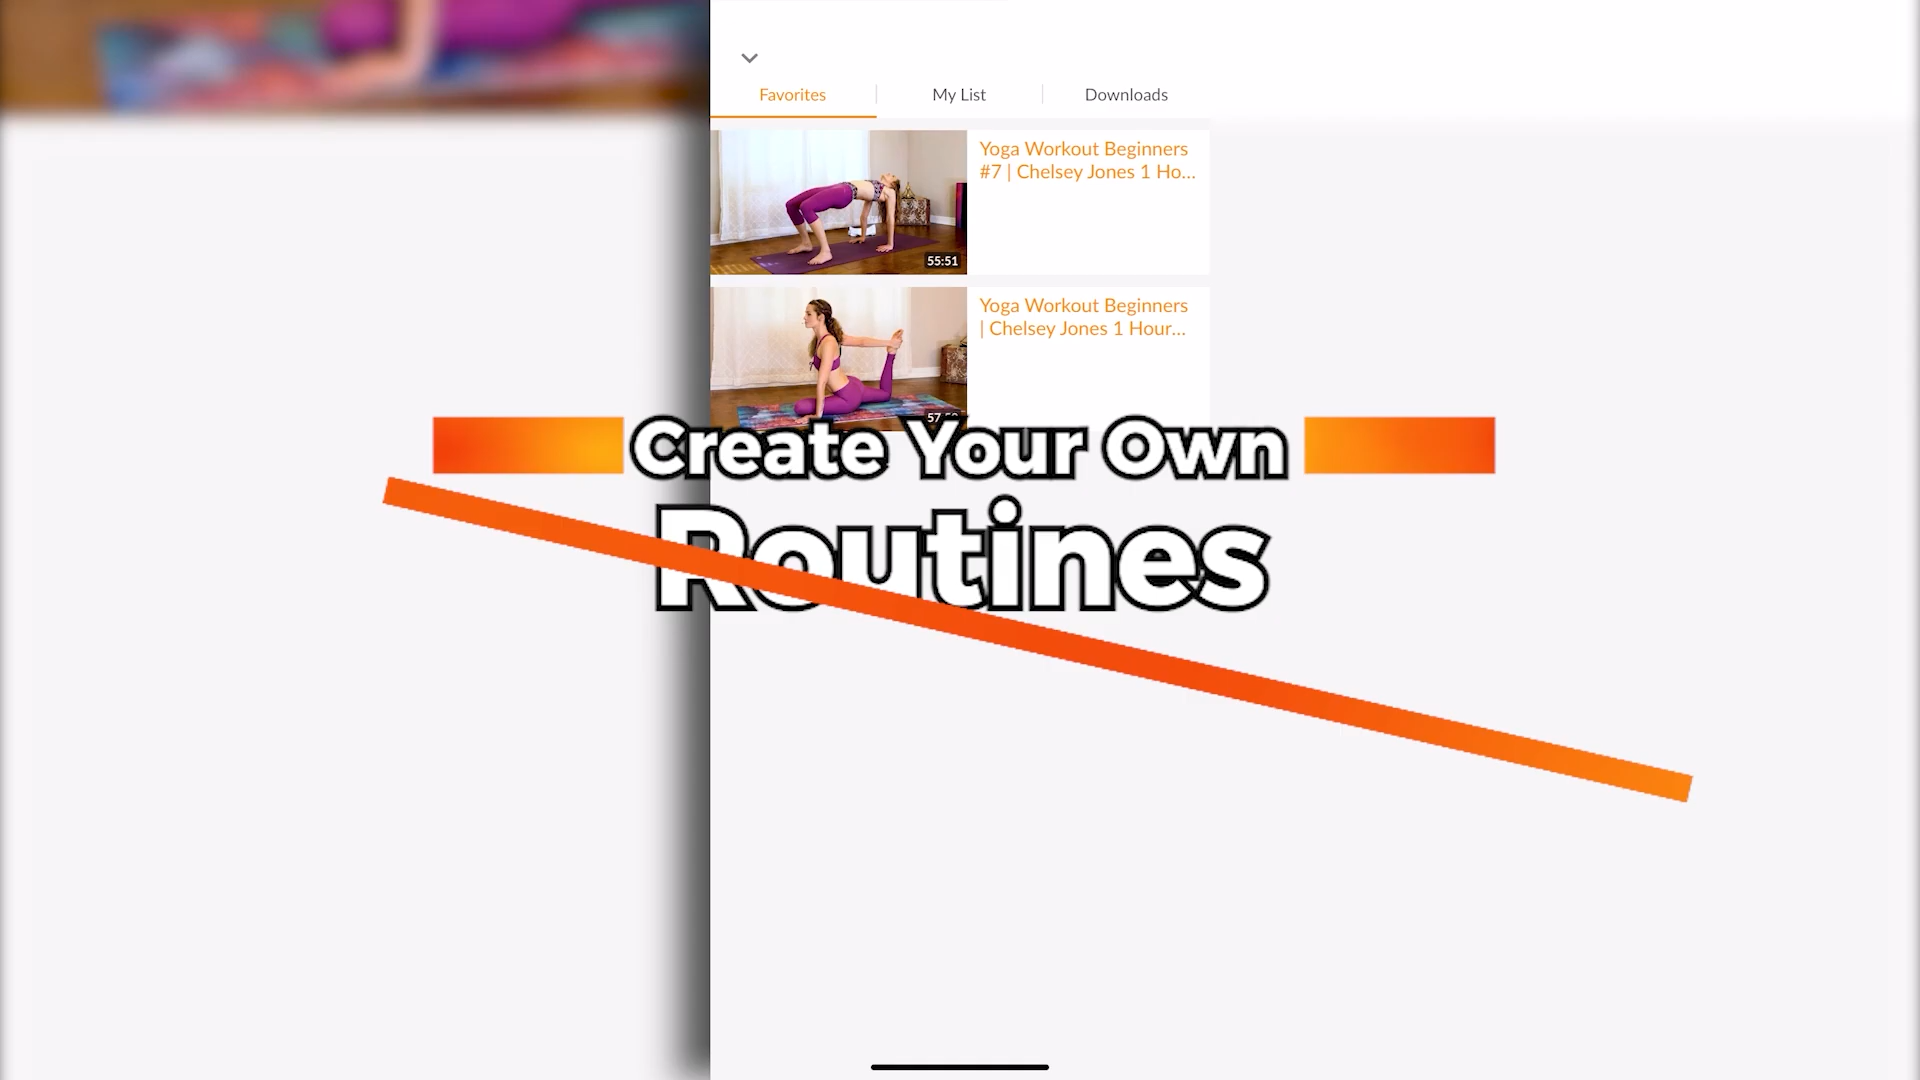 Favorites
My List
Downloads
Yoga Workout Beginners
#7 | Chelsey Jones 1 Ho...
55:51
Yoga Workout Beginners
| Chelsey Jones 1 Hour...
Create Your Own
Routines